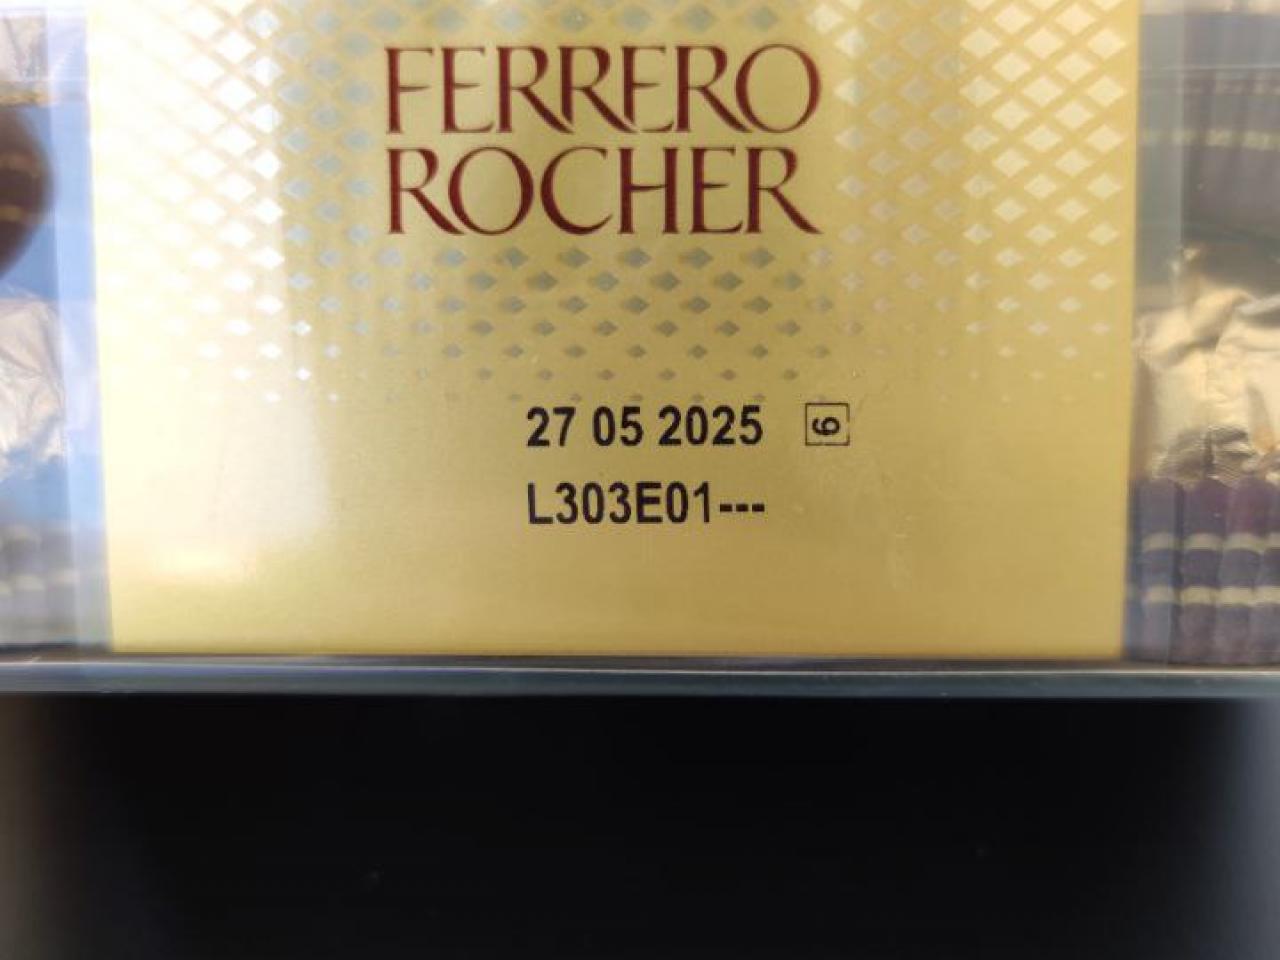 FERRERO
ROCHER
27 05 2025 6
L303E01---